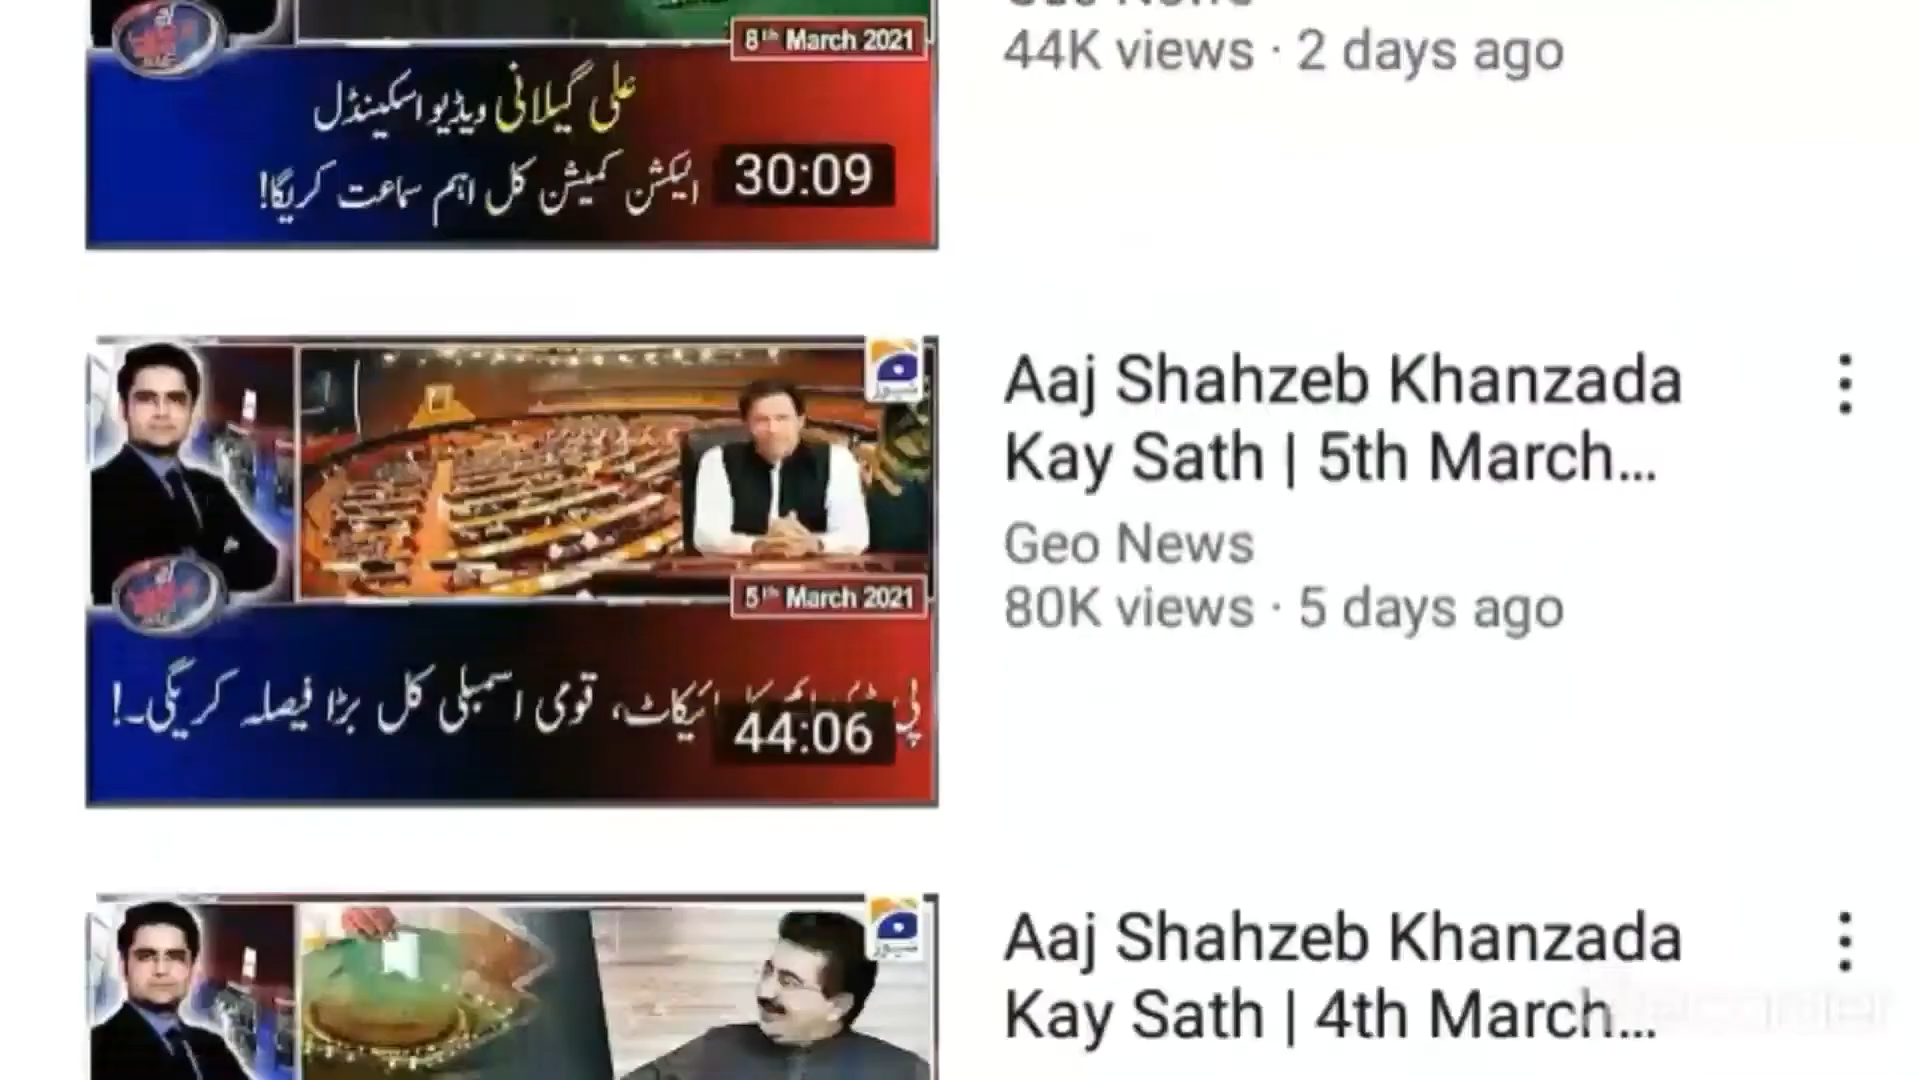 8th March 2021
44K views · 2 days ago
علی گیلانی ویڈیو اسکینڈل
الیکشن کمیشن کل اہم سماعت کریگا!
30:09
Aaj Shahzeb Khanzada
Kay Sath | 5th March...
Geo News
80K views · 5 days ago
5th March 2021
پی ، قومی اسمبلی کل بڑا فیصلہ کریگی۔!
44:06
Aaj Shahzeb Khanzada
Kay Sath | 4th March...